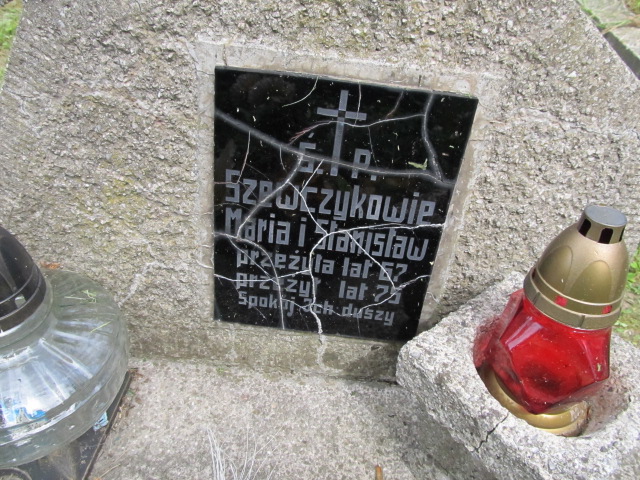 Ś. P.
Szewczykowie
Maria i Stanisław
przeżyła lat 67
przeżył lat
Spokój Ich duszy